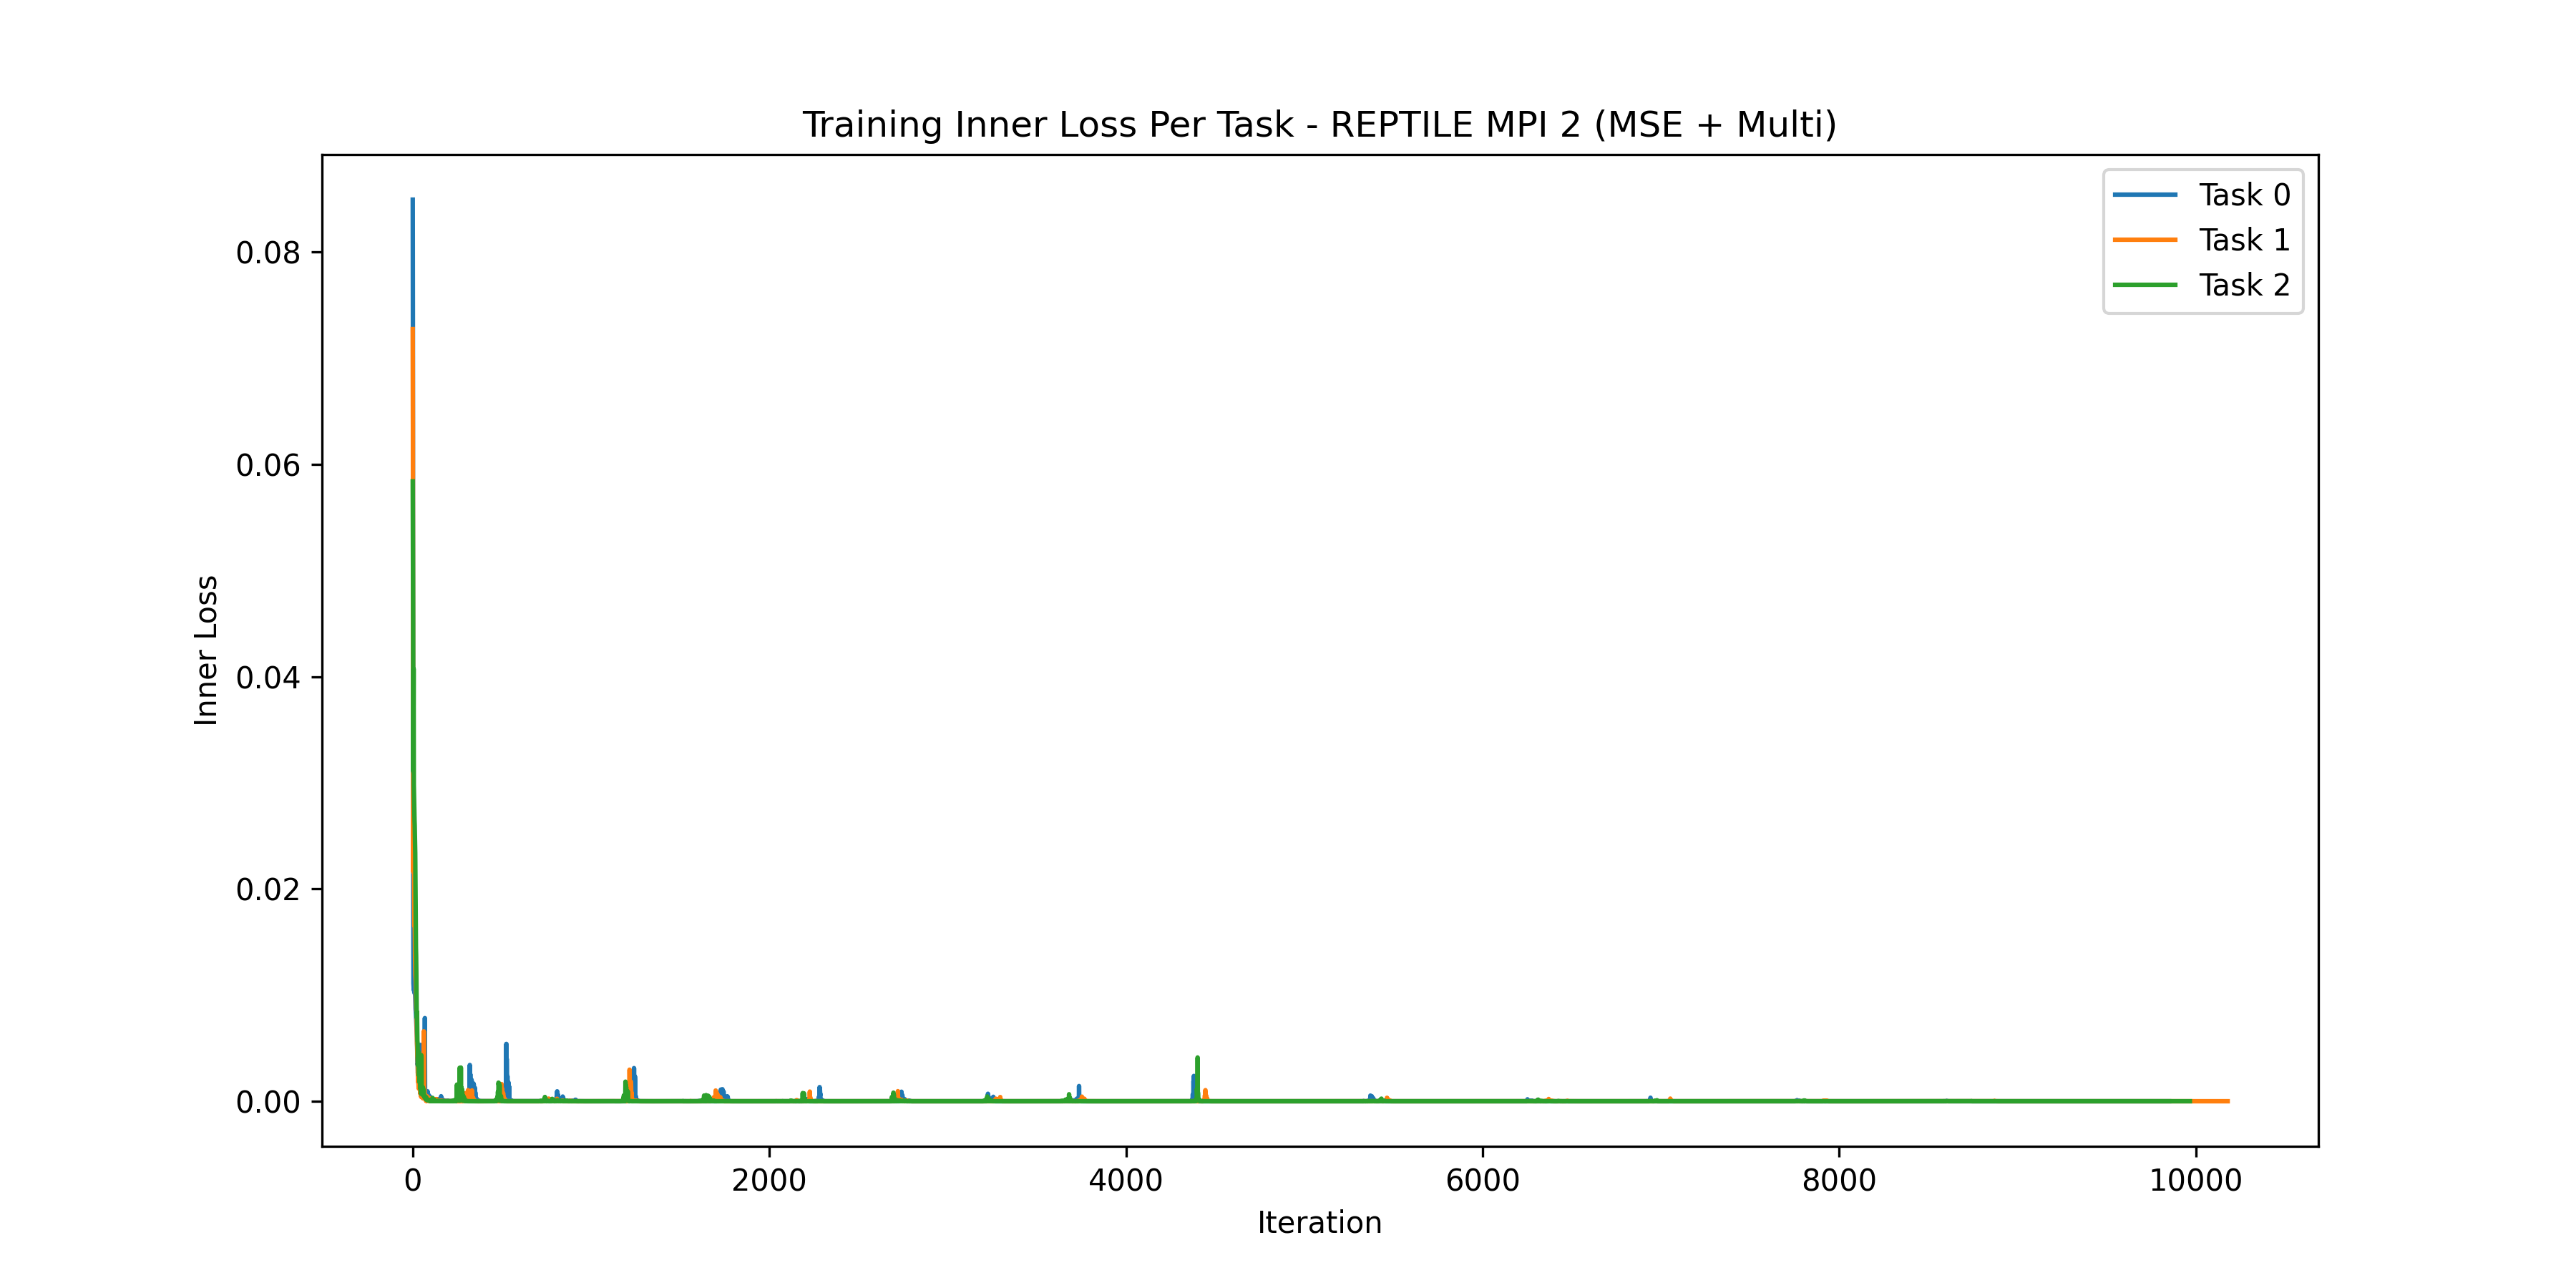 Training Inner Loss Per Task - REPTILE MPI 2 (MSE + Multi)
Task 0
Task 1
Task 2
Inner Loss
0.08
0.06
0.04
0.02
0.00
0 2000 4000 6000 8000 10000
Iteration